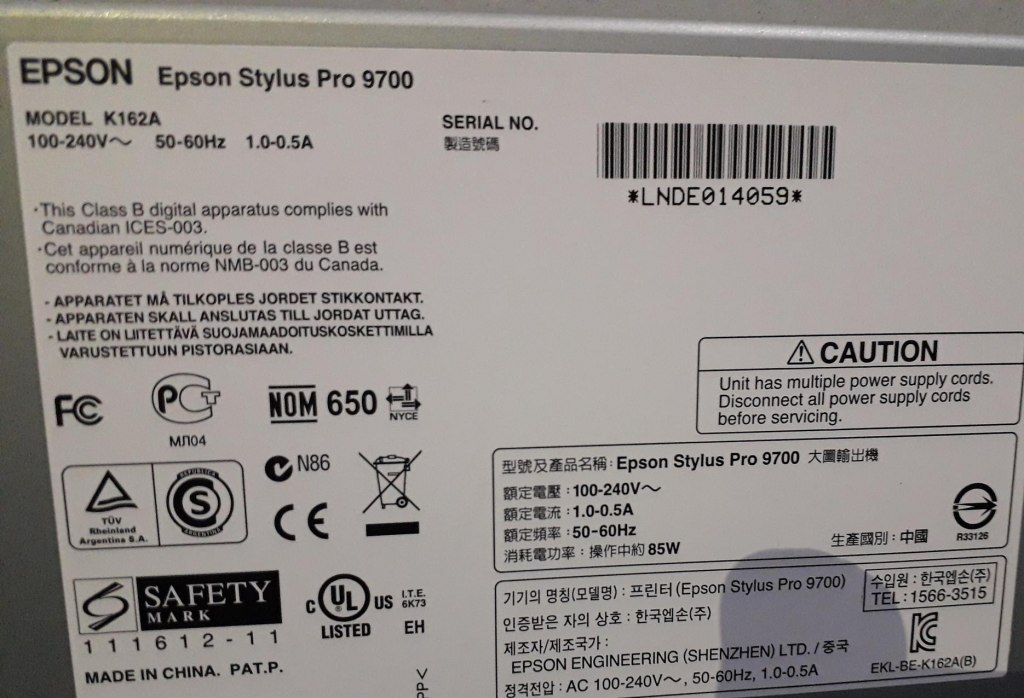 EPSON Epson Stylus Pro 9700
MODEL K162A
100-240V～ 50-60Hz 1.0-0.5A
SERIAL NO.
製造號碼
*LNDE014059*
·This Class B digital apparatus complies with
Canadian ICES-003.
·Cet appareil numérique de la classe B est
conforme à la norme NMB-003 du Canada.
- APPARATET MÅ TILKOPLES JORDET STIKKONTAKT.
- APPARATEN SKALL ANSLUTAS TILL JORDAT UTTAG.
- LAITE ON LIITETTÄVÄ SUOJAMAADOITUSKOSKETTIMILLA
VARUSTETTUUN PISTORASIAAN.
⚠ CAUTION
Unit has multiple power supply cords.
Disconnect all power supply cords
before servicing.
FC
РСТ
МЛ04
NOM 650
NYCE
N86
TÜV
Rheinland
Argentina S.A.
REPUBLICA
S
ARGENTINA
CE
SAFETY
MARK
111612-11
C UL US
LISTED
I.T.E.
6K73
EH
MADE IN CHINA. PAT.P.
型號及產品名稱：Epson Stylus Pro 9700 大圖輸出機
額定電壓：100-240V～
額定電流：1.0-0.5A
額定頻率：50-60Hz
消耗電功率：操作中約 85W
生產國別：中國
R33126
기기의 명칭(모델명) : 프린터 (Epson Stylus Pro 9700)
인증받은 자의 상호 : 한국엡손(주)
제조자/제조국가 :
EPSON ENGINEERING (SHENZHEN) LTD. / 중국
정격전압 : AC 100-240V～, 50-60Hz, 1.0-0.5A
수입원 : 한국엡손(주)
TEL : 1566-3515
EKL-BE-K162A(B)